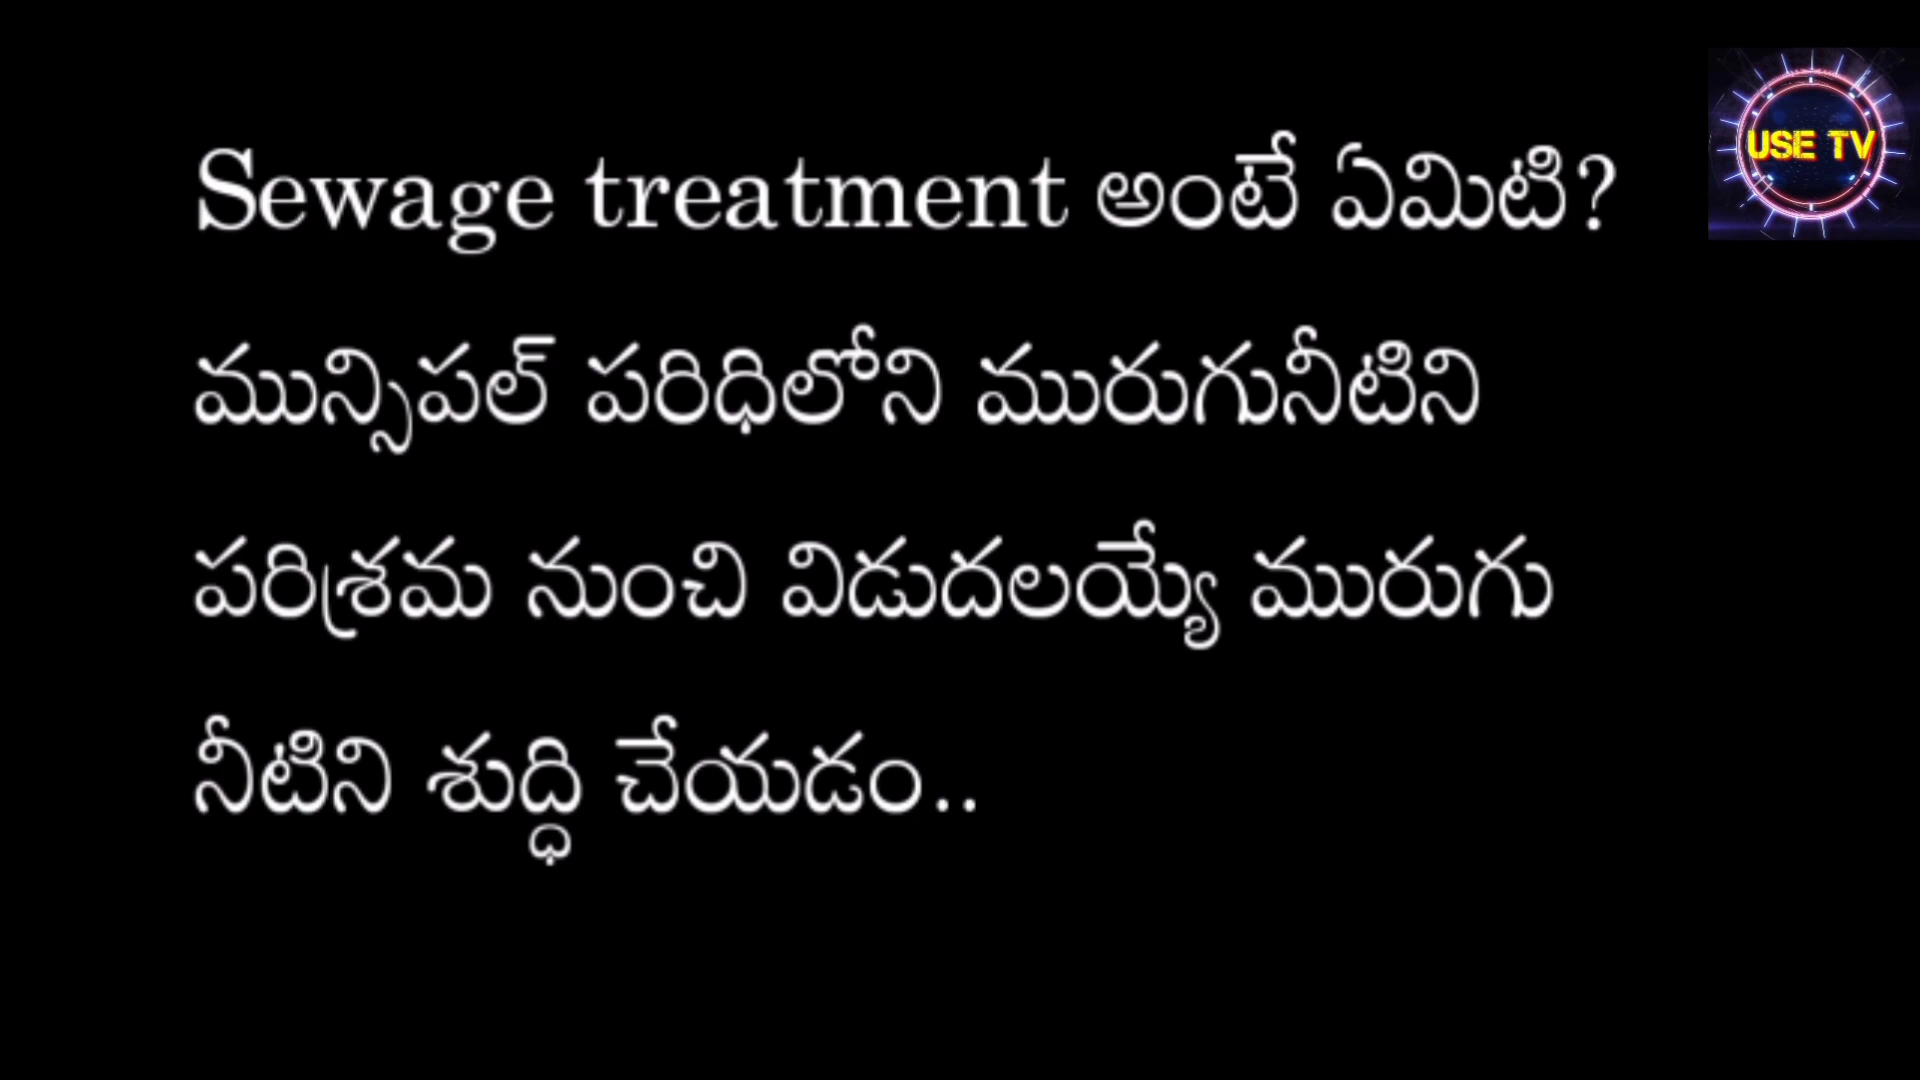 USE TV
Sewage treatment అంటే ఏమిటి?
మున్సిపల్ పరిధిలోని మురుగునీటిని
పరిశ్రమ నుంచి విడుదలయ్యే మురుగు
నీటిని శుద్ధి చేయడం..